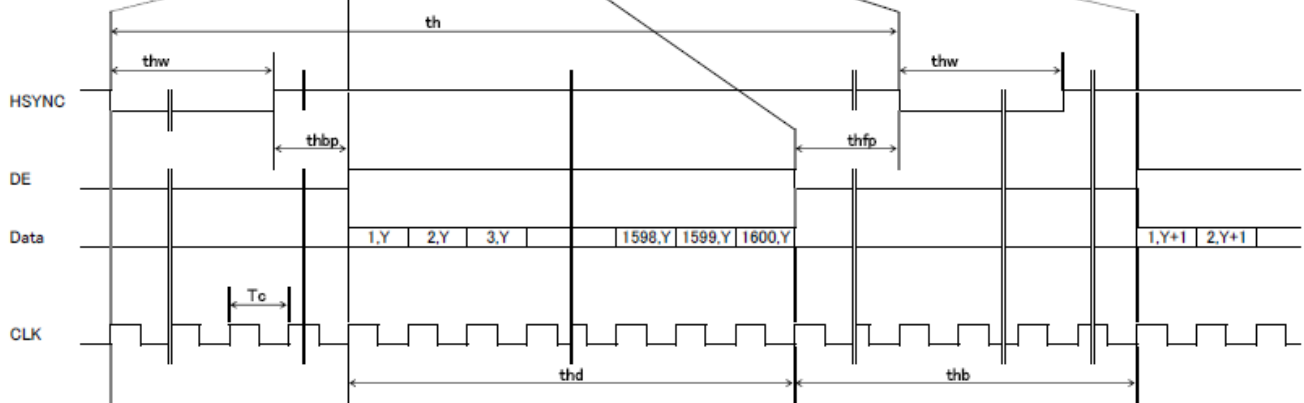 th
thw thw
HSYNC
thbp thfp
DE
Data 1,Y 2,Y 3,Y 1598,Y 1599,Y 1600,Y 1,Y+1 2,Y+1
Tc
CLK
thd thb